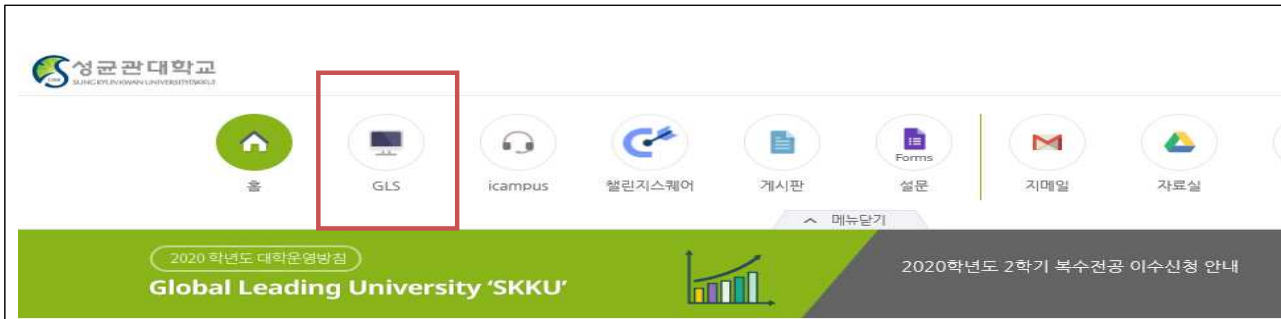 성균관대학교
SUNGKYUNKWAN UNIVERSITY(SKKU)
Forms
홈 GLS icampus 챌린지스퀘어 게시판 설문 지메일 자료실
메뉴닫기
2020 학년도 대학운영방침
Global Leading University ‘SKKU’
2020학년도 2학기 복수전공 이수신청 안내